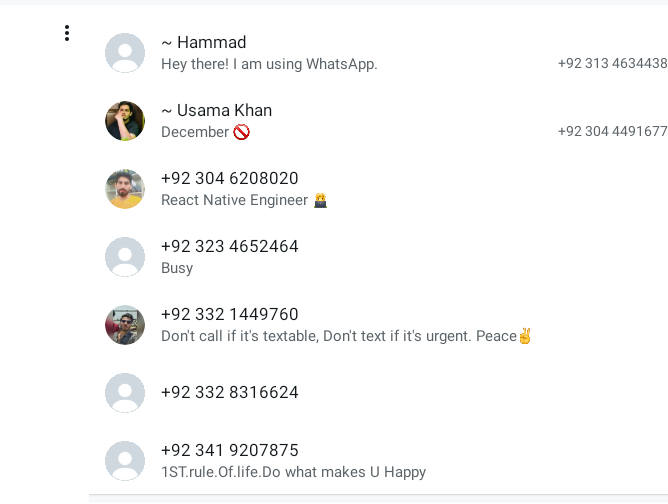 ~ Hammad
Hey there! I am using WhatsApp.
+92 313 4634438
~ Usama Khan
December 🚫
+92 304 4491677
+92 304 6208020
React Native Engineer 👨‍💻
+92 323 4652464
Busy
+92 332 1449760
Don't call if it's textable, Don't text if it's urgent. Peace✌️
+92 332 8316624
+92 341 9207875
1ST.rule.Of.life.Do what makes U Happy